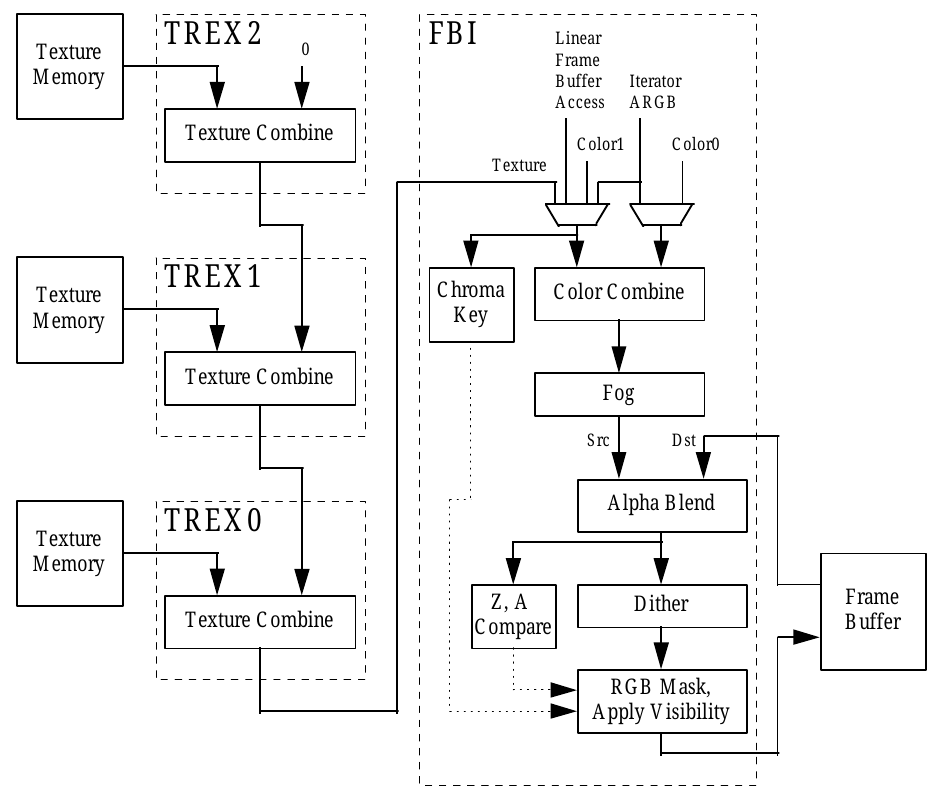 Texture
Memory
TREX2
0
Texture Combine
Texture
Memory
TREX1
Texture Combine
Texture
Memory
TREX0
Texture Combine
FBI
Linear
Frame
Buffer
Access
Iterator
ARGB
Color1
Color0
Texture
Chroma
Key
Color Combine
Fog
Src
Dst
Alpha Blend
Z, A
Compare
Dither
Frame
Buffer
RGB Mask,
Apply Visibility